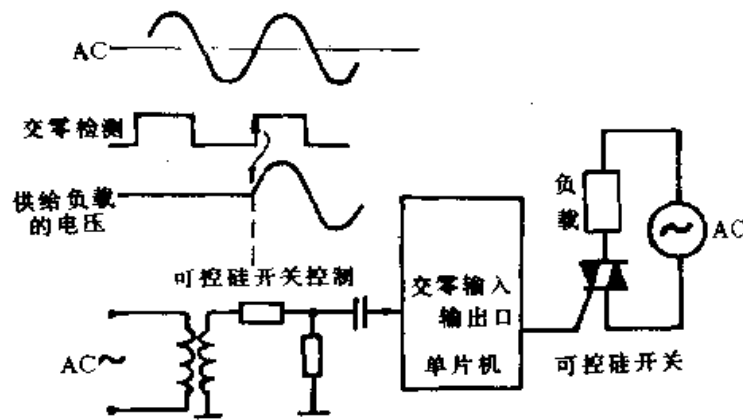 AC
交零检测
供给负载
的电压
可控硅开关控制
AC
交零输入
输出口
单片机
负载
AC
可控硅开关